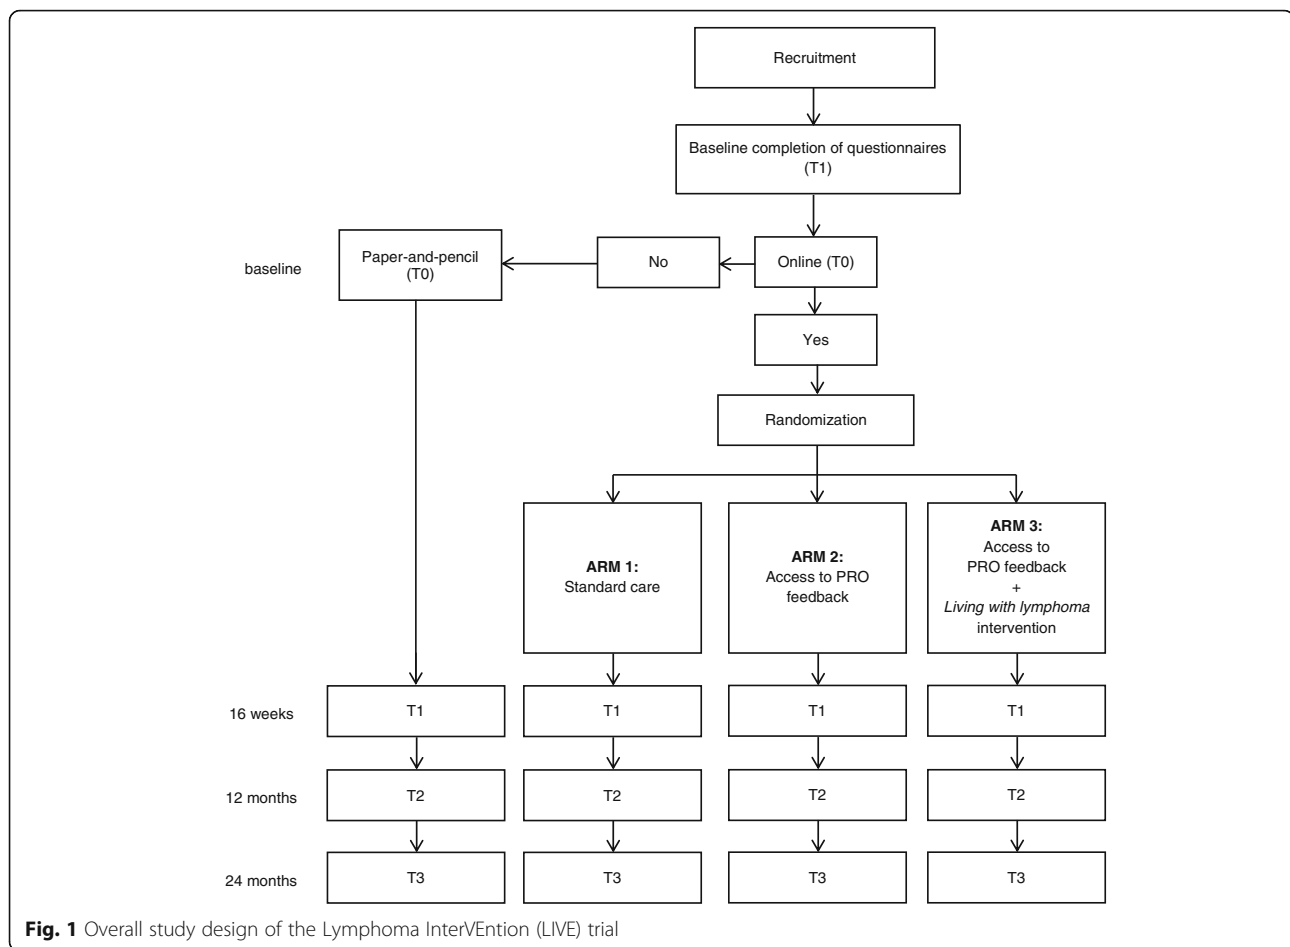 Recruitment
Baseline completion of questionnaires
(T1)
baseline
Paper-and-pencil
(T0)
No
Online (T0)
Yes
Randomization
ARM 1:
Standard care
ARM 2:
Access to PRO
feedback
ARM 3:
Access to
PRO feedback
+
Living with lymphoma
intervention
16 weeks
T1
T1
T1
T1
12 months
T2
T2
T2
T2
24 months
T3
T3
T3
T3
Fig. 1 Overall study design of the Lymphoma InterVEntion (LIVE) trial